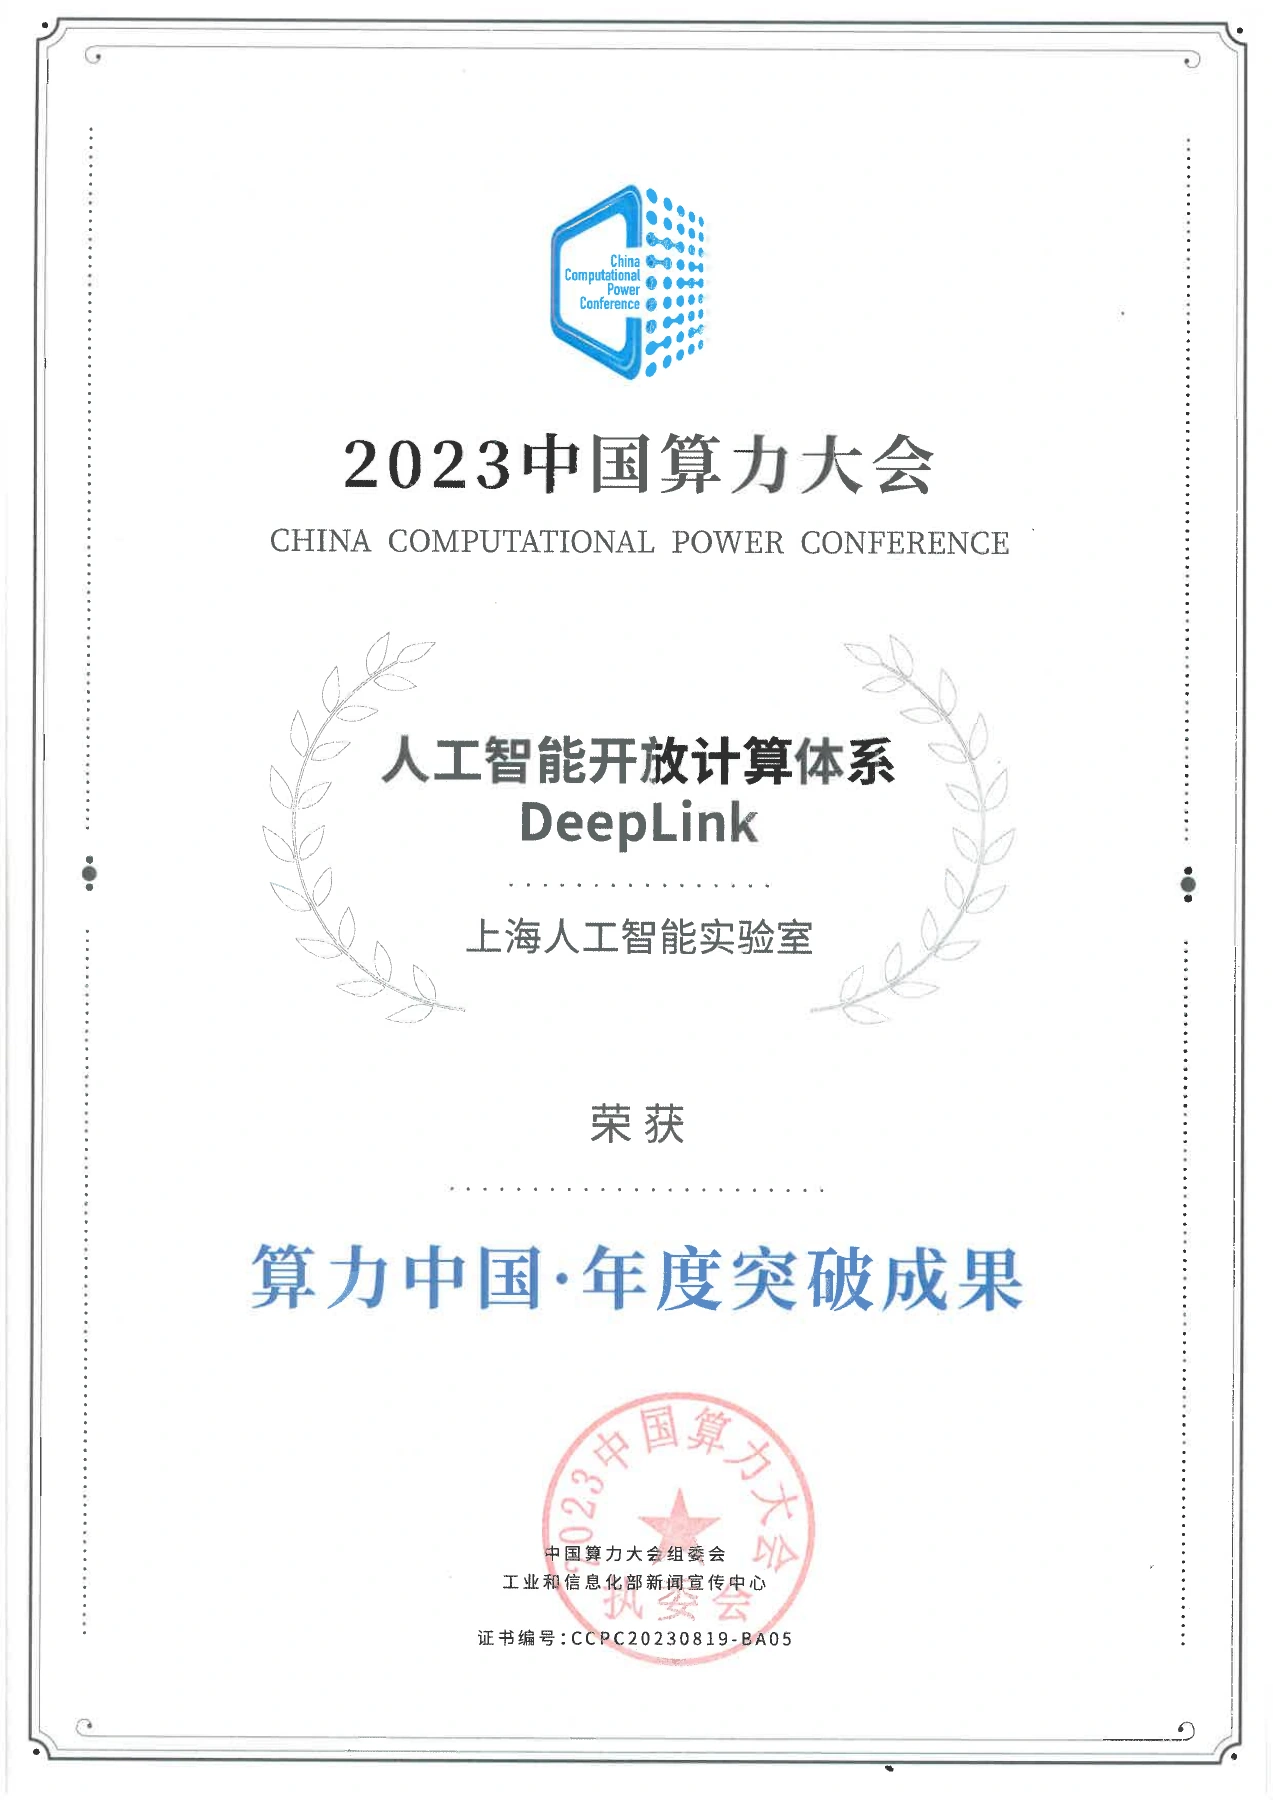 China
Computational
Power
Conference
2023中国算力大会
CHINA COMPUTATIONAL POWER CONFERENCE
人工智能开放计算体系
DeepLink
上海人工智能实验室
荣获
算力中国·年度突破成果
2023中国算力大会
执委会
中国算力大会组委会
工业和信息化部新闻宣传中心
证书编号:CCPC20230819-BA05